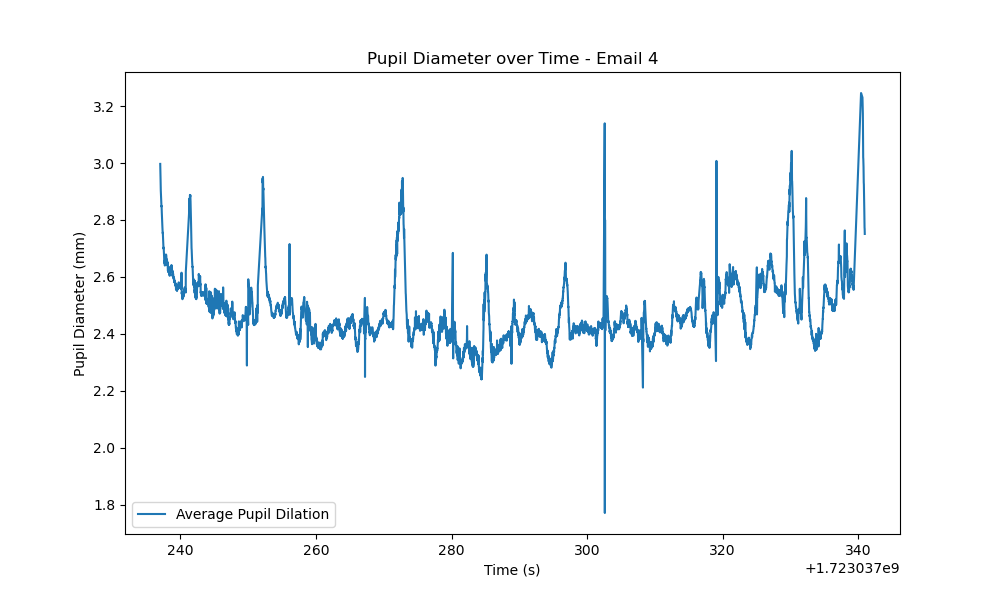 Pupil Diameter over Time - Email 4
Pupil Diameter (mm)
3.2
3.0
2.8
2.6
2.4
2.2
2.0
1.8
Average Pupil Dilation
240 260 280 300 320 340
Time (s)
+1.723037e9